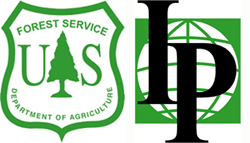 FOREST SERVICE
U S
DEPARTMENT OF AGRICULTURE
IP